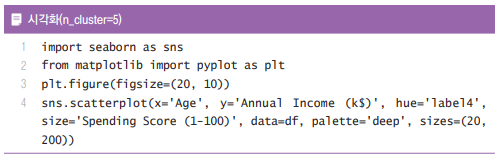 시각화(n_cluster=5)
1 import seaborn as sns
2 from matplotlib import pyplot as plt
3 plt.figure(figsize=(20, 10))
4 sns.scatterplot(x='Age', y='Annual Income (k$)', hue='label4',
size='Spending Score (1-100)', data=df, palette='deep', sizes=(20,
200))